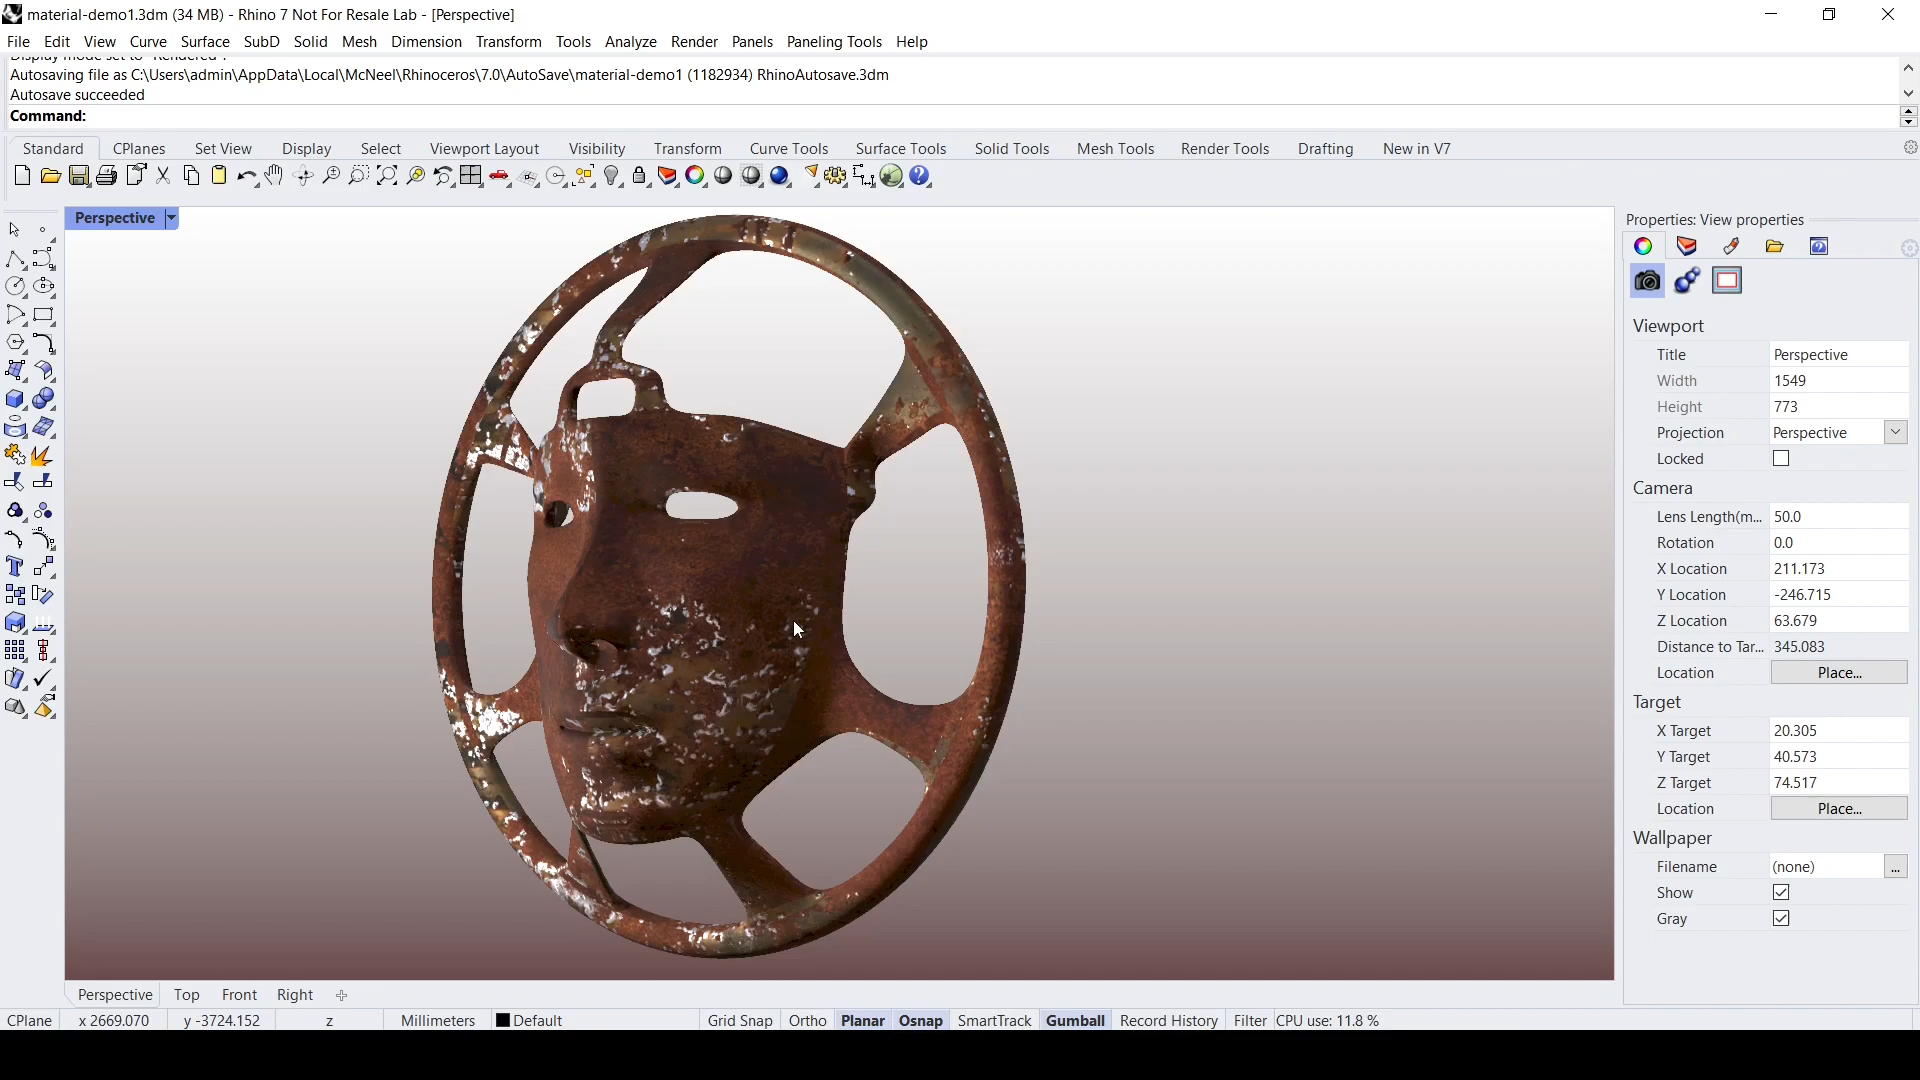 material-demo1.3dm (34 MB) - Rhino 7 Not For Resale Lab - [Perspective]
File Edit View Curve Surface SubD Solid Mesh Dimension Transform Tools Analyze Render Panels Paneling Tools Help
Display mode set to "Rendered".
Autosaving file as C:\Users\admin\AppData\Local\McNeel\Rhinoceros\7.0\AutoSave\material-demo1 (1182934) RhinoAutosave.3dm
Autosave succeeded
Command:
Standard CPlanes Set View Display Select Viewport Layout Visibility Transform Curve Tools Surface Tools Solid Tools Mesh Tools Render Tools Drafting New in V7
Perspective
Properties: View properties
Viewport
Title Perspective
Width 1549
Height 773
Projection Perspective
Locked
Camera
Lens Length(m... 50.0
Rotation 0.0
X Location 211.173
Y Location -246.715
Z Location 63.679
Distance to Tar... 345.083
Location Place...
Target
X Target 20.305
Y Target 40.573
Z Target 74.517
Location Place...
Wallpaper
Filename (none) ...
Show
Gray
Perspective Top Front Right
CPlane x 2669.070 y -3724.152 z Millimeters Default Grid Snap Ortho Planar Osnap SmartTrack Gumball Record History Filter CPU use: 11.8 %